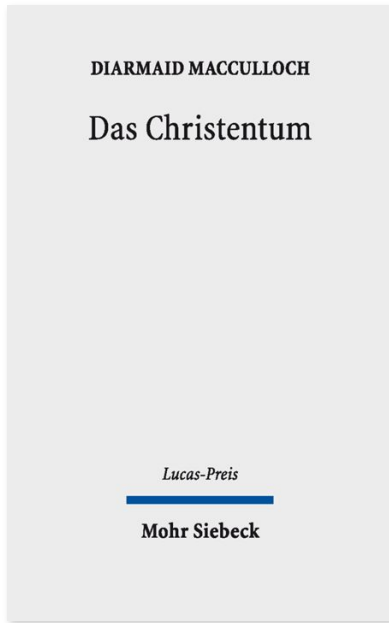 DIARMAID MACCULLOCH
Das Christentum
Lucas-Preis
Mohr Siebeck